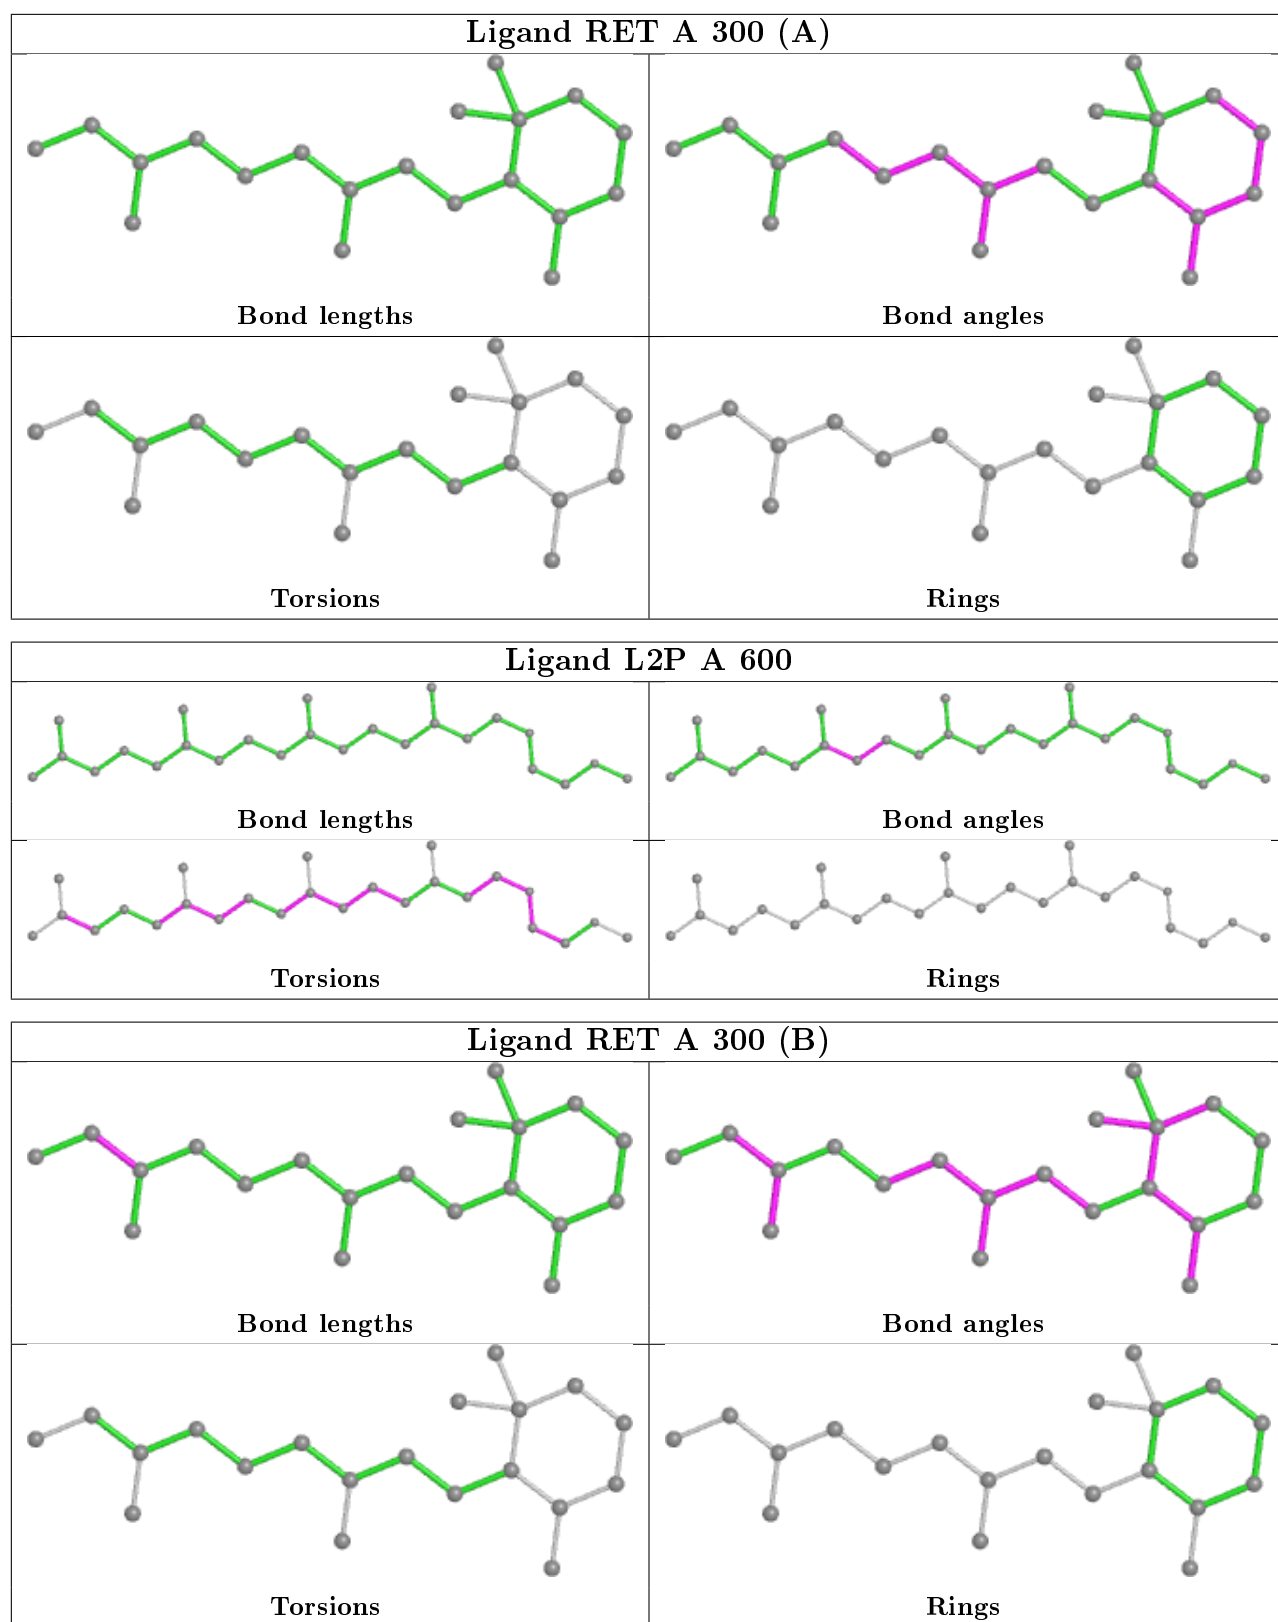 Ligand RET A 300 (A)
Bond lengths
Bond angles
Torsions
Rings
Ligand L2P A 600
Bond lengths
Bond angles
Torsions
Rings
Ligand RET A 300 (B)
Bond lengths
Bond angles
Torsions
Rings